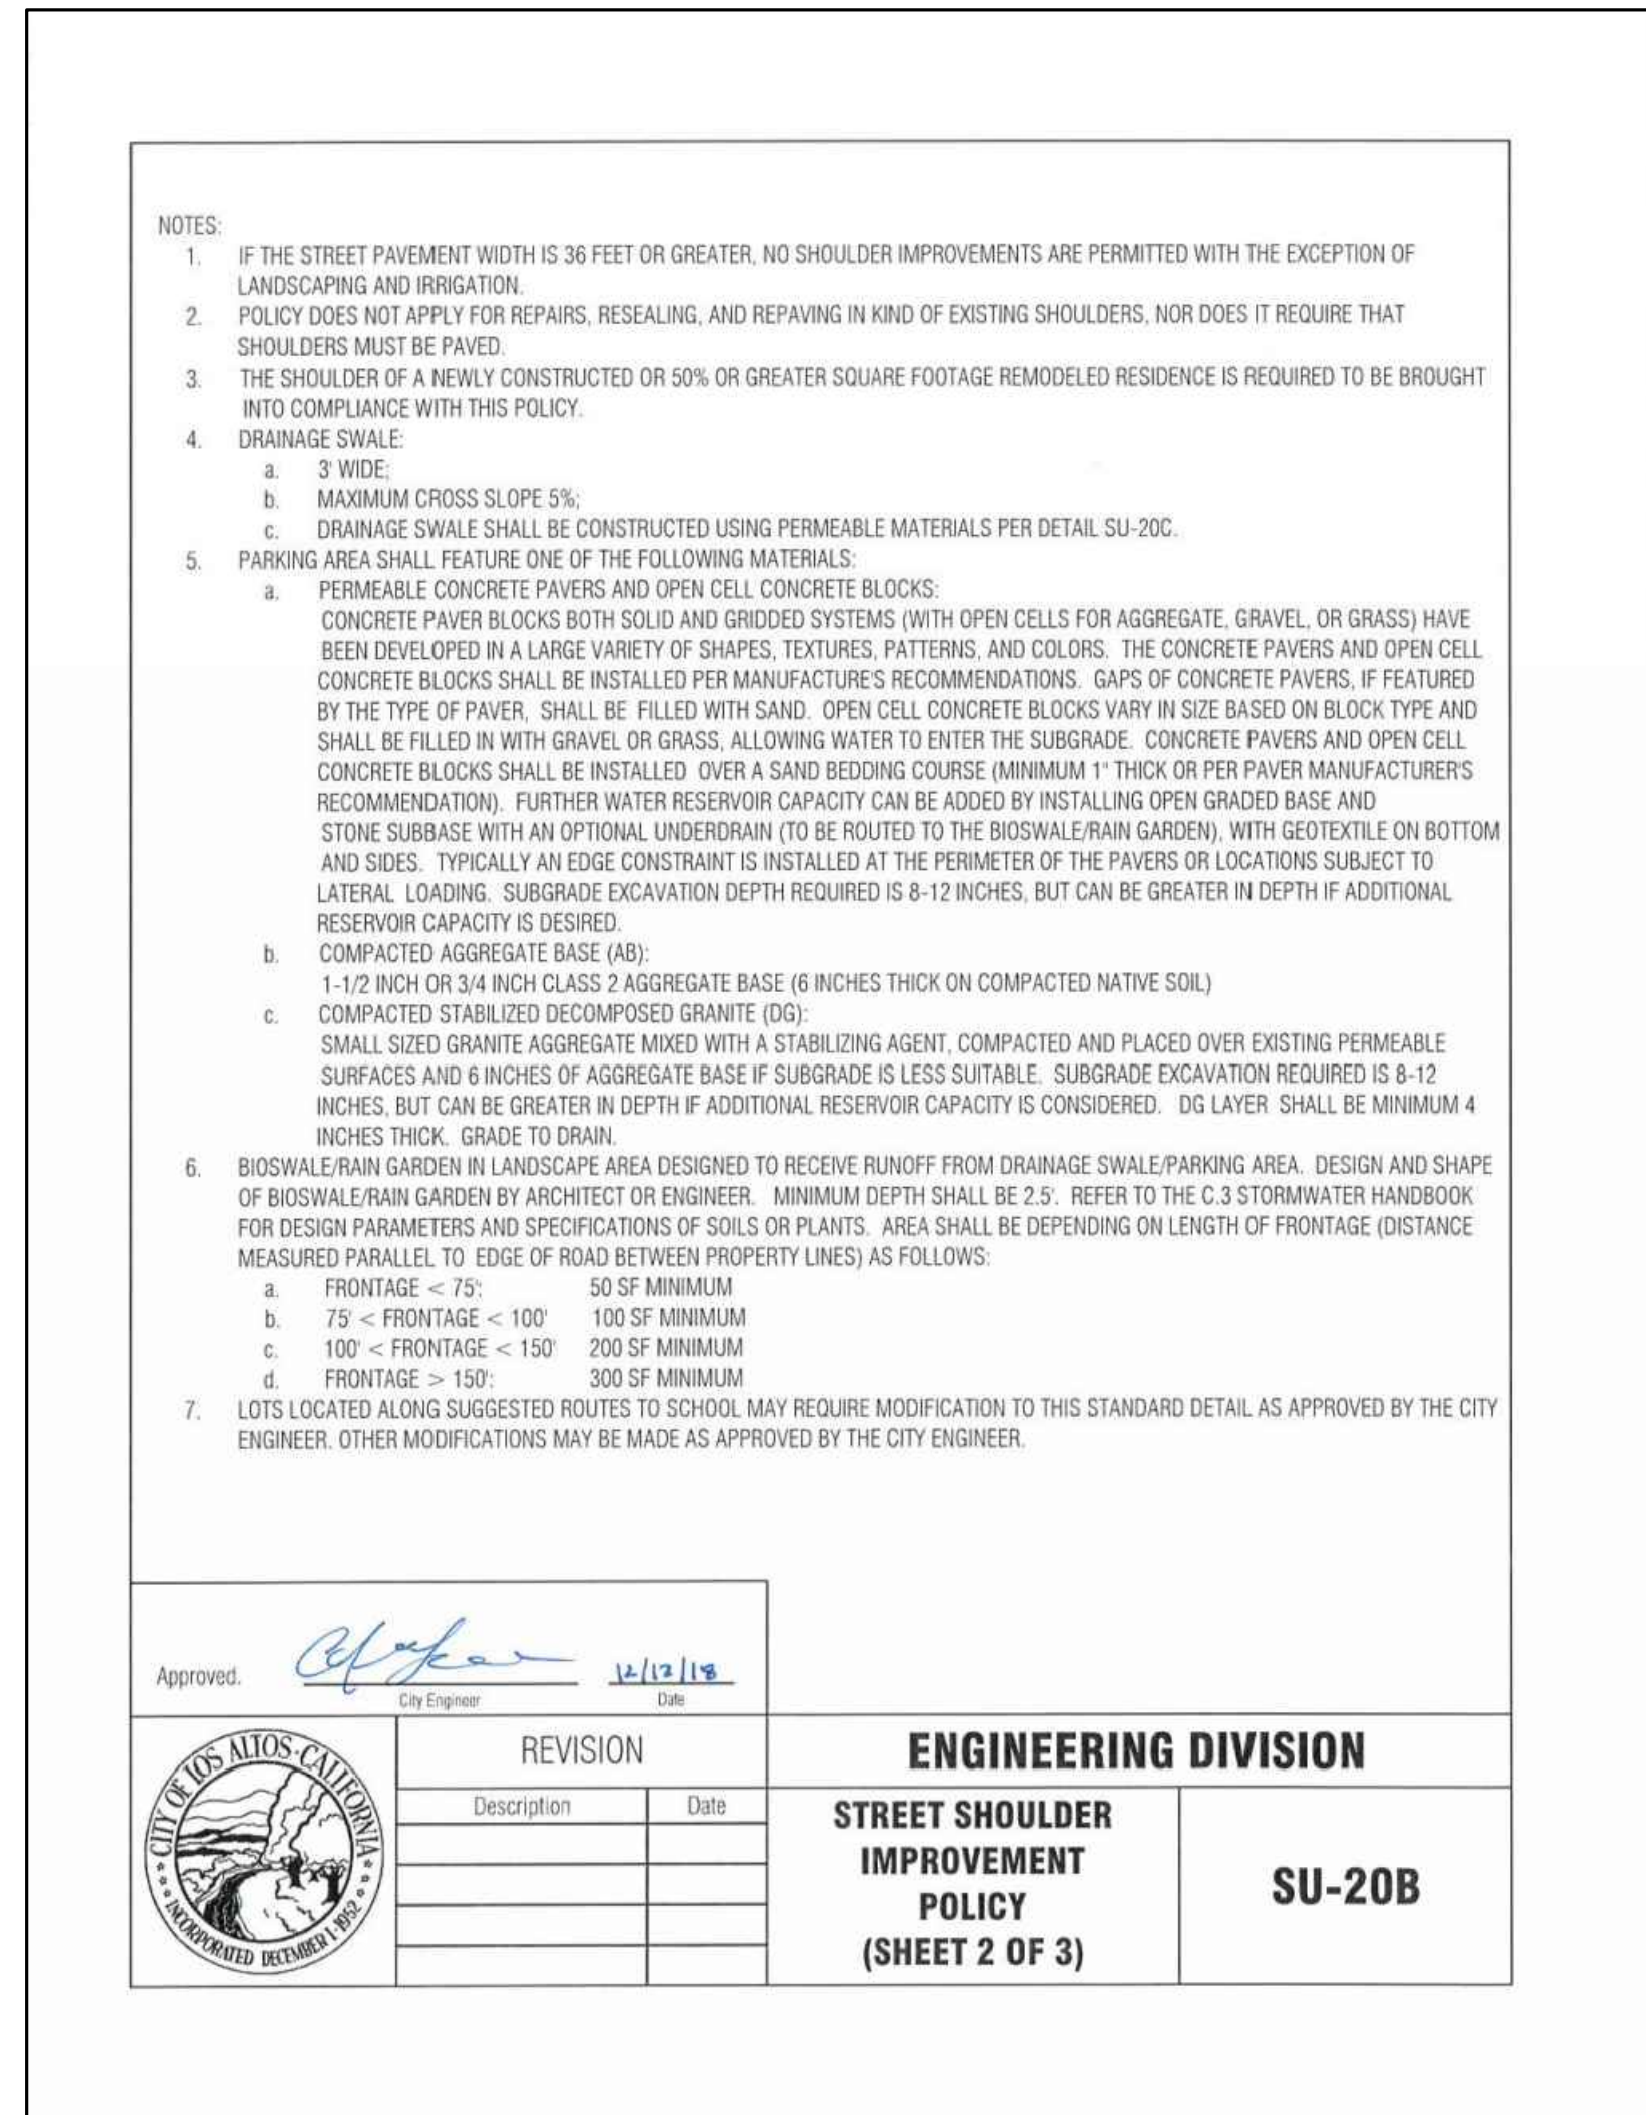 NOTES:
1. IF THE STREET PAVEMENT WIDTH IS 36 FEET OR GREATER, NO SHOULDER IMPROVEMENTS ARE PERMITTED WITH THE EXCEPTION OF
LANDSCAPING AND IRRIGATION.
2. POLICY DOES NOT APPLY FOR REPAIRS, RESEALING, AND REPAVING IN KIND OF EXISTING SHOULDERS, NOR DOES IT REQUIRE THAT
SHOULDERS MUST BE PAVED.
3. THE SHOULDER OF A NEWLY CONSTRUCTED OR 50% OR GREATER SQUARE FOOTAGE REMODELED RESIDENCE IS REQUIRED TO BE BROUGHT
INTO COMPLIANCE WITH THIS POLICY.
4. DRAINAGE SWALE:
a. 3' WIDE;
b. MAXIMUM CROSS SLOPE 5%;
c. DRAINAGE SWALE SHALL BE CONSTRUCTED USING PERMEABLE MATERIALS PER DETAIL SU-20C.
5. PARKING AREA SHALL FEATURE ONE OF THE FOLLOWING MATERIALS:
a. PERMEABLE CONCRETE PAVERS AND OPEN CELL CONCRETE BLOCKS:
CONCRETE PAVER BLOCKS BOTH SOLID AND GRIDDED SYSTEMS (WITH OPEN CELLS FOR AGGREGATE, GRAVEL, OR GRASS) HAVE
BEEN DEVELOPED IN A LARGE VARIETY OF SHAPES, TEXTURES, PATTERNS, AND COLORS. THE CONCRETE PAVERS AND OPEN CELL
CONCRETE BLOCKS SHALL BE INSTALLED PER MANUFACTURE'S RECOMMENDATIONS. GAPS OF CONCRETE PAVERS, IF FEATURED
BY THE TYPE OF PAVER, SHALL BE FILLED WITH SAND. OPEN CELL CONCRETE BLOCKS VARY IN SIZE BASED ON BLOCK TYPE AND
SHALL BE FILLED IN WITH GRAVEL OR GRASS, ALLOWING WATER TO ENTER THE SUBGRADE. CONCRETE PAVERS AND OPEN CELL
CONCRETE BLOCKS SHALL BE INSTALLED OVER A SAND BEDDING COURSE (MINIMUM 1" THICK OR PER PAVER MANUFACTURER'S
RECOMMENDATION). FURTHER WATER RESERVOIR CAPACITY CAN BE ADDED BY INSTALLING OPEN GRADED BASE AND
STONE SUBBASE WITH AN OPTIONAL UNDERDRAIN (TO BE ROUTED TO THE BIOSWALE/RAIN GARDEN), WITH GEOTEXTILE ON BOTTOM
AND SIDES. TYPICALLY AN EDGE CONSTRAINT IS INSTALLED AT THE PERIMETER OF THE PAVERS OR LOCATIONS SUBJECT TO
LATERAL LOADING. SUBGRADE EXCAVATION DEPTH REQUIRED IS 8-12 INCHES, BUT CAN BE GREATER IN DEPTH IF ADDITIONAL
RESERVOIR CAPACITY IS DESIRED.
b. COMPACTED AGGREGATE BASE (AB):
1-1/2 INCH OR 3/4 INCH CLASS 2 AGGREGATE BASE (6 INCHES THICK ON COMPACTED NATIVE SOIL)
c. COMPACTED STABILIZED DECOMPOSED GRANITE (DG):
SMALL SIZED GRANITE AGGREGATE MIXED WITH A STABILIZING AGENT, COMPACTED AND PLACED OVER EXISTING PERMEABLE
SURFACES AND 6 INCHES OF AGGREGATE BASE IF SUBGRADE IS LESS SUITABLE. SUBGRADE EXCAVATION REQUIRED IS 8-12
INCHES, BUT CAN BE GREATER IN DEPTH IF ADDITIONAL RESERVOIR CAPACITY IS CONSIDERED. DG LAYER SHALL BE MINIMUM 4
INCHES THICK. GRADE TO DRAIN.
6. BIOSWALE/RAIN GARDEN IN LANDSCAPE AREA DESIGNED TO RECEIVE RUNOFF FROM DRAINAGE SWALE/PARKING AREA. DESIGN AND SHAPE
OF BIOSWALE/RAIN GARDEN BY ARCHITECT OR ENGINEER. MINIMUM DEPTH SHALL BE 2.5'. REFER TO THE C.3 STORMWATER HANDBOOK
FOR DESIGN PARAMETERS AND SPECIFICATIONS OF SOILS OR PLANTS. AREA SHALL BE DEPENDING ON LENGTH OF FRONTAGE (DISTANCE
MEASURED PARALLEL TO EDGE OF ROAD BETWEEN PROPERTY LINES) AS FOLLOWS:
a. FRONTAGE < 75': 50 SF MINIMUM
b. 75' < FRONTAGE < 100' 100 SF MINIMUM
c. 100' < FRONTAGE < 150' 200 SF MINIMUM
d. FRONTAGE > 150': 300 SF MINIMUM
7. LOTS LOCATED ALONG SUGGESTED ROUTES TO SCHOOL MAY REQUIRE MODIFICATION TO THIS STANDARD DETAIL AS APPROVED BY THE CITY
ENGINEER. OTHER MODIFICATIONS MAY BE MADE AS APPROVED BY THE CITY ENGINEER.
Approved. 12/12/18
City Engineer Date
CITY OF LOS ALTOS-CALIFORNIA
INCORPORATED DECEMBER 1-1952
REVISION
Description Date
ENGINEERING DIVISION
STREET SHOULDER
IMPROVEMENT
POLICY
(SHEET 2 OF 3)
SU-20B